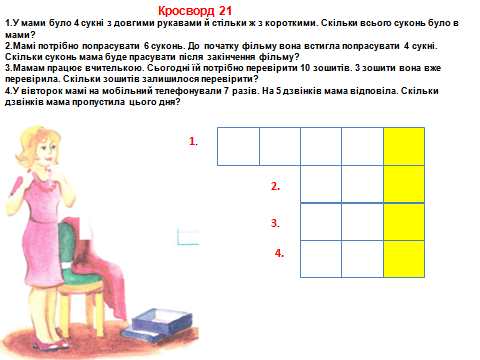 Кросворд 21
1.У мами було 4 сукні з довгими рукавами й стільки ж з короткими. Скільки всього суконь було в
мами?
2.Мамі потрібно попрасувати 6 суконь. До початку фільму вона встигла попрасувати 4 сукні.
Скільки суконь мама буде прасувати після закінчення фільму?
3.Мамам працює вчителькою. Сьогодні їй потрібно перевірити 10 зошитів. 3 зошити вона вже
перевірила. Скільки зошитів залишилося перевірити?
4.У вівторок мамі на мобільний телефонували 7 разів. На 5 дзвінків мама відповіла. Скільки
дзвінків мама пропустила цього дня?
1.
2.
3.
4.